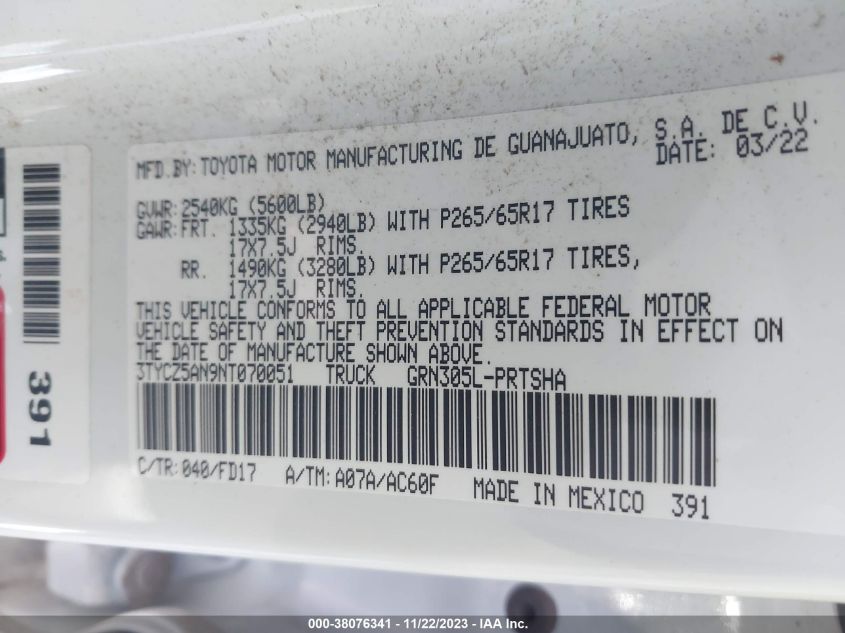 MFD.BY:TOYOTA MOTOR MANUFACTURING DE GUANAJUATO, S.A. DE C.V.
DATE: 03/22
GVWR:2540KG (5600LB)
GAWR:FRT. 1335KG (2940LB) WITH P265/65R17 TIRES
17X7.5J RIMS.
RR. 1490KG (3280LB) WITH P265/65R17 TIRES,
17X7.5J RIMS.
THIS VEHICLE CONFORMS TO ALL APPLICABLE FEDERAL MOTOR
VEHICLE SAFETY AND THEFT PREVENTION STANDARDS IN EFFECT ON
THE DATE OF MANUFACTURE SHOWN ABOVE.
3TYCZ5AN9NT070051 TRUCK GRN305L-PRTSHA
C/TR:040/FD17 A/TM:A07A/AC60F MADE IN MEXICO 391
391
000-38076341 - 11/22/2023 - IAA Inc.